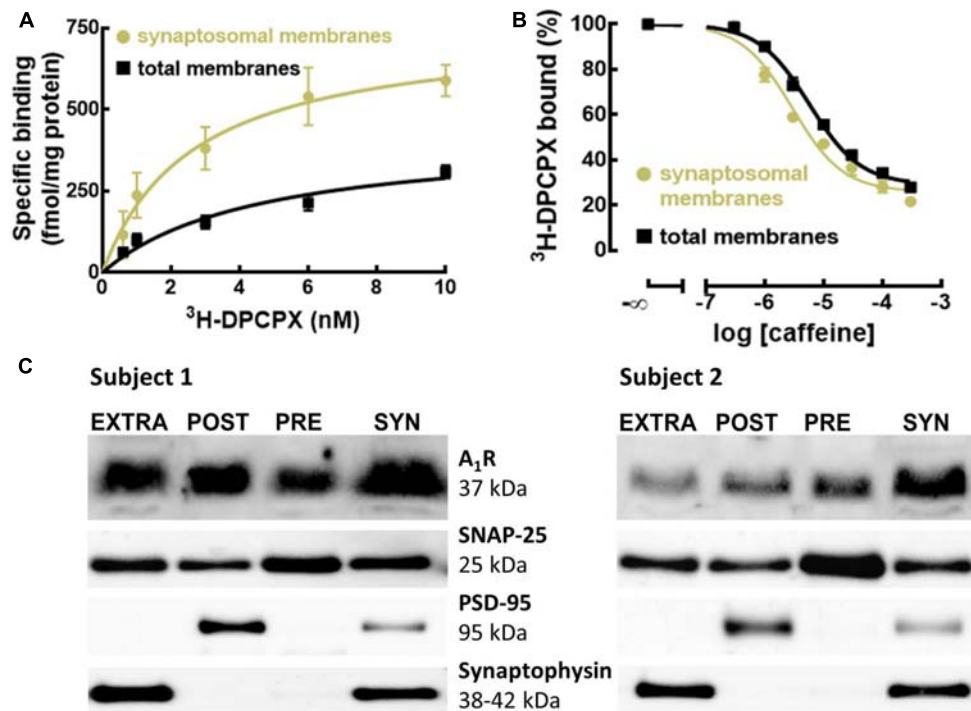 A
750
500
250
0
Specific binding
(fmol/mg protein)
synaptosomal membranes
total membranes
0 2 4 6 8 10
³H-DPCPX (nM)
B
100
80
60
40
20
0
³H-DPCPX bound (%)
synaptosomal
membranes
total membranes
-∞ -7 -6 -5 -4 -3
log [caffeine]
C
Subject 1
EXTRA POST PRE SYN
A₁R
37 kDa
SNAP-25
25 kDa
PSD-95
95 kDa
Synaptophysin
38-42 kDa
Subject 2
EXTRA POST PRE SYN